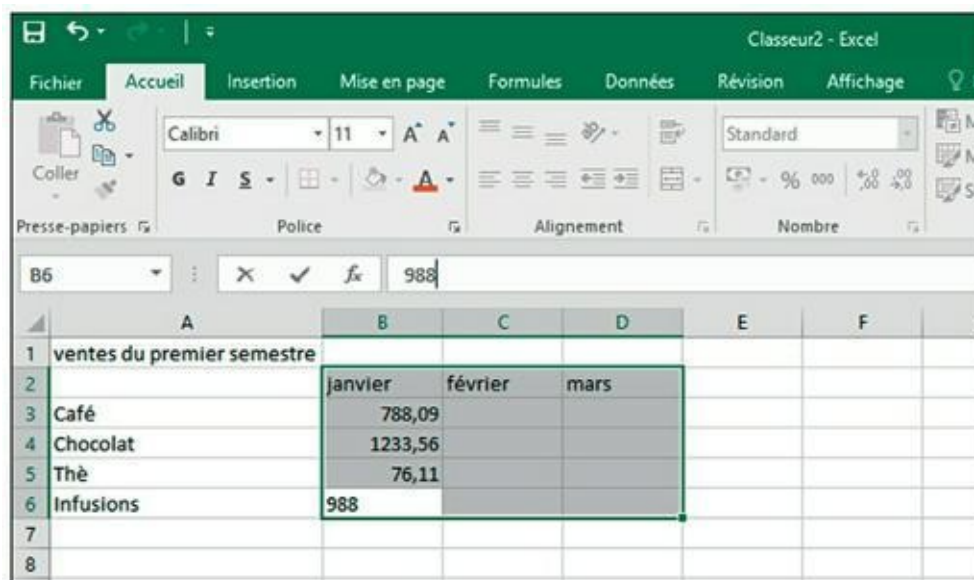 Classeur2 - Excel
Fichier Accueil Insertion Mise en page Formules Données Révision Affichage
Coller
Calibri 11 A A
Standard
G I S A % 000
Presse-papiers Police Alignement Nombre
B6 fx 988
A B C D E F
1 ventes du premier semestre
2 janvier février mars
3 Café 788,09
4 Chocolat 1233,56
5 Thè 76,11
6 Infusions 988
7
8